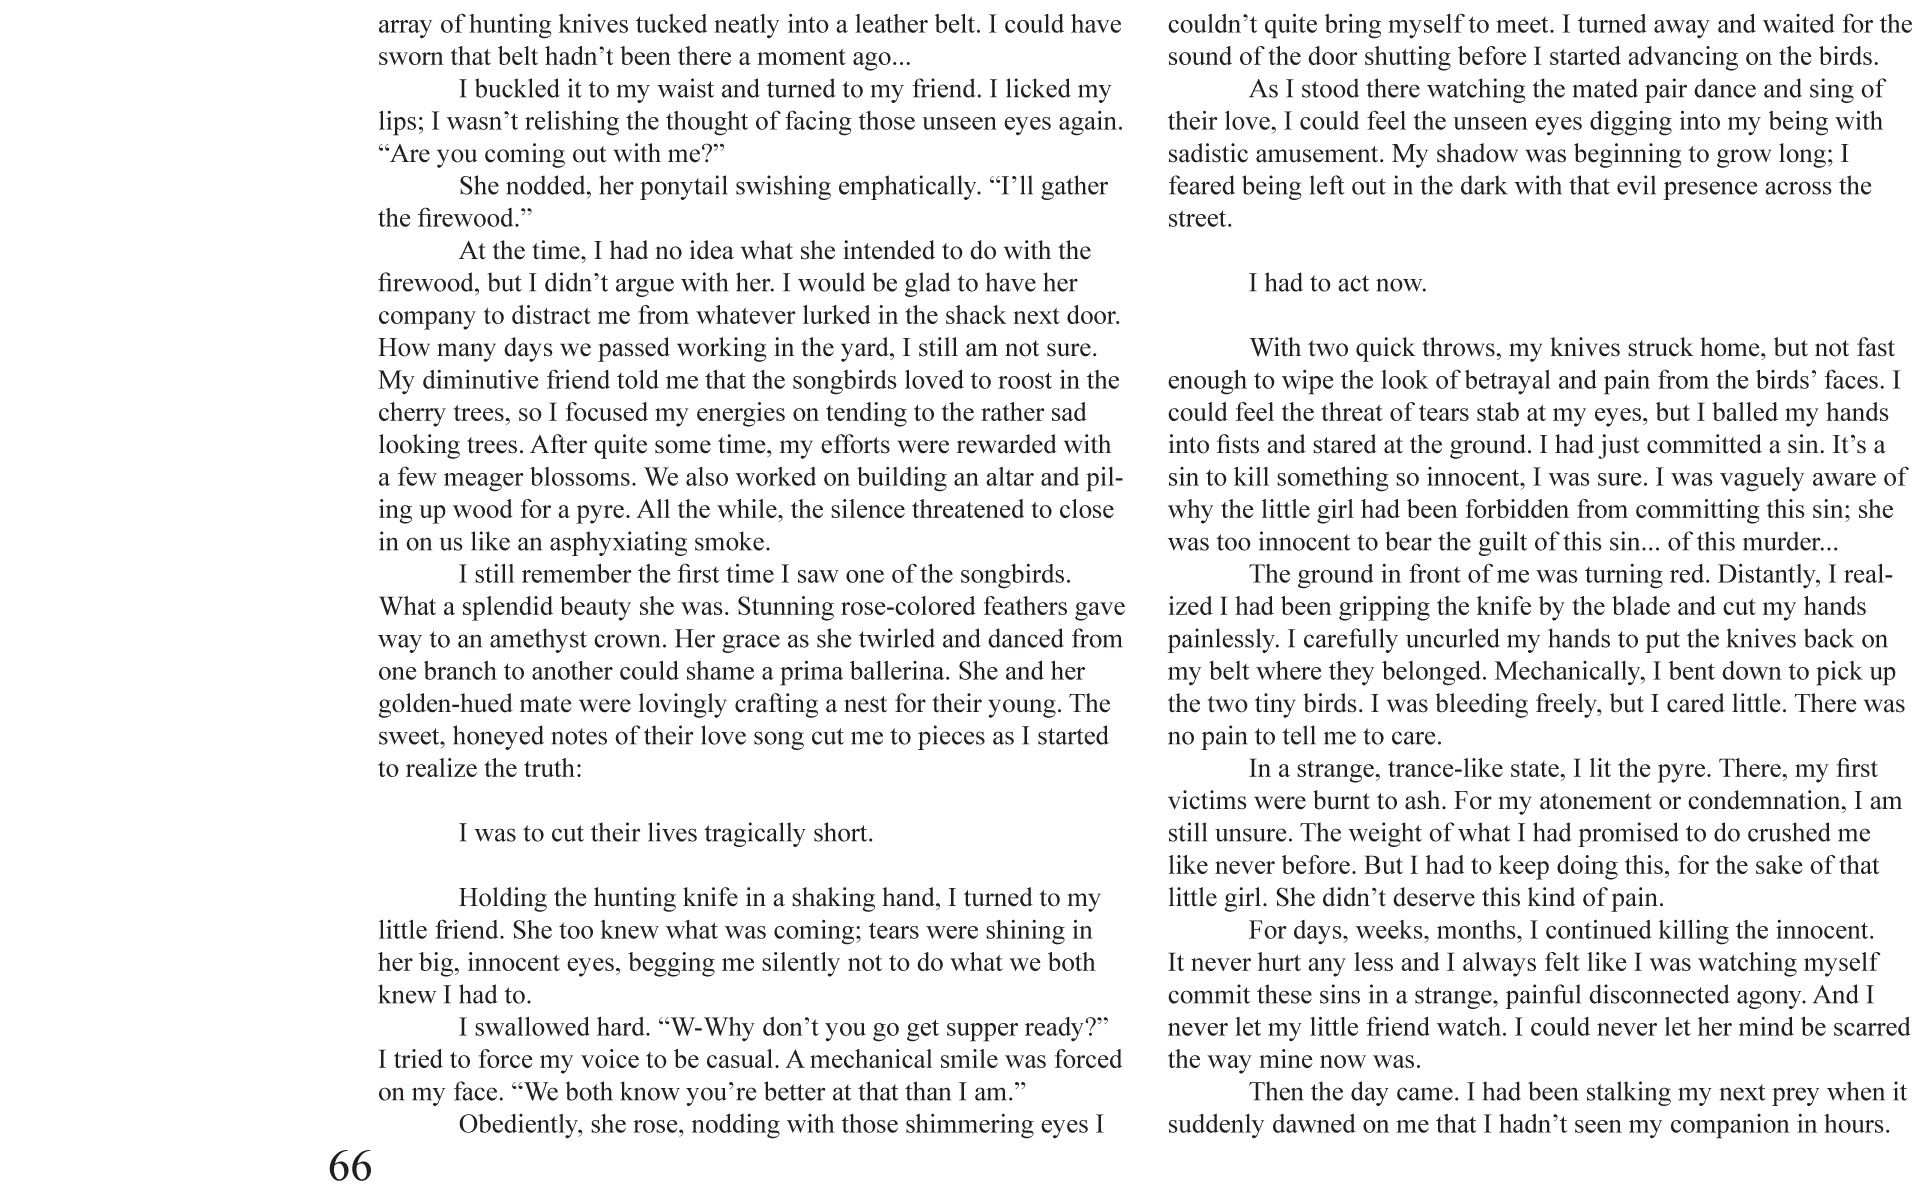 array of hunting knives tucked neatly into a leather belt. I could have
sworn that belt hadn’t been there a moment ago...
I buckled it to my waist and turned to my friend. I licked my
lips; I wasn’t relishing the thought of facing those unseen eyes again.
“Are you coming out with me?”
She nodded, her ponytail swishing emphatically. “I’ll gather
the firewood.”
At the time, I had no idea what she intended to do with the
firewood, but I didn’t argue with her. I would be glad to have her
company to distract me from whatever lurked in the shack next door.
How many days we passed working in the yard, I still am not sure.
My diminutive friend told me that the songbirds loved to roost in the
cherry trees, so I focused my energies on tending to the rather sad
looking trees. After quite some time, my efforts were rewarded with
a few meager blossoms. We also worked on building an altar and pil-
ing up wood for a pyre. All the while, the silence threatened to close
in on us like an asphyxiating smoke.
I still remember the first time I saw one of the songbirds.
What a splendid beauty she was. Stunning rose-colored feathers gave
way to an amethyst crown. Her grace as she twirled and danced from
one branch to another could shame a prima ballerina. She and her
golden-hued mate were lovingly crafting a nest for their young. The
sweet, honeyed notes of their love song cut me to pieces as I started
to realize the truth:
I was to cut their lives tragically short.
Holding the hunting knife in a shaking hand, I turned to my
little friend. She too knew what was coming; tears were shining in
her big, innocent eyes, begging me silently not to do what we both
knew I had to.
I swallowed hard. “W-Why don’t you go get supper ready?”
I tried to force my voice to be casual. A mechanical smile was forced
on my face. “We both know you’re better at that than I am.”
Obediently, she rose, nodding with those shimmering eyes I
66
couldn’t quite bring myself to meet. I turned away and waited for the
sound of the door shutting before I started advancing on the birds.
As I stood there watching the mated pair dance and sing of
their love, I could feel the unseen eyes digging into my being with
sadistic amusement. My shadow was beginning to grow long; I
feared being left out in the dark with that evil presence across the
street.
I had to act now.
With two quick throws, my knives struck home, but not fast
enough to wipe the look of betrayal and pain from the birds’ faces. I
could feel the threat of tears stab at my eyes, but I balled my hands
into fists and stared at the ground. I had just committed a sin. It’s a
sin to kill something so innocent, I was sure. I was vaguely aware of
why the little girl had been forbidden from committing this sin; she
was too innocent to bear the guilt of this sin... of this murder...
The ground in front of me was turning red. Distantly, I real-
ized I had been gripping the knife by the blade and cut my hands
painlessly. I carefully uncurled my hands to put the knives back on
my belt where they belonged. Mechanically, I bent down to pick up
the two tiny birds. I was bleeding freely, but I cared little. There was
no pain to tell me to care.
In a strange, trance-like state, I lit the pyre. There, my first
victims were burnt to ash. For my atonement or condemnation, I am
still unsure. The weight of what I had promised to do crushed me
like never before. But I had to keep doing this, for the sake of that
little girl. She didn’t deserve this kind of pain.
For days, weeks, months, I continued killing the innocent.
It never hurt any less and I always felt like I was watching myself
commit these sins in a strange, painful disconnected agony. And I
never let my little friend watch. I could never let her mind be scarred
the way mine now was.
Then the day came. I had been stalking my next prey when it
suddenly dawned on me that I hadn’t seen my companion in hours.